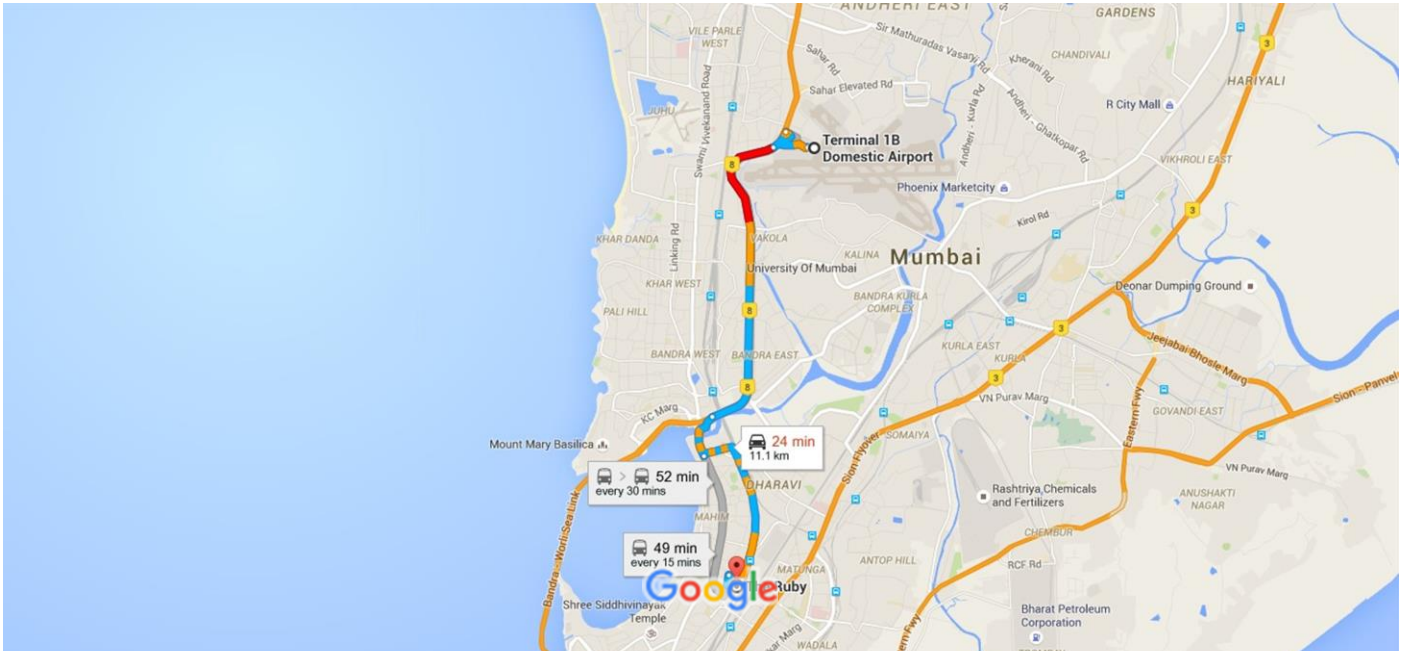 ANDHERI EAST
GARDENS
VILE PARLE
WEST
Sir Mathuradas Vasanji Rd
Sahar Rd
Kherani Rd
CHANDIVALI
3
HARIYALI
Sahar Elevated Rd
R City Mall
JUHU
Swami Vivekanand Road
Andheri - Kurla Rd
Andheri - Ghatkopar Rd
Terminal 1B
Domestic Airport
8
VIKHROLI EAST
Phoenix Marketcity
3
Kirol Rd
KHAR DANDA
Linking Rd
VAKOLA
KALINA
Mumbai
University Of Mumbai
KHAR WEST
Deonar Dumping Ground
BANDRA KURLA
COMPLEX
PALI HILL
8
3
Jeejabai Bhosle Marg
KURLA EAST
BANDRA WEST
BANDRA EAST
KURLA
3
8
Sion - Panvel
VN Purav Marg
KC Marg
GOVANDI EAST
Eastern Fwy
Mount Mary Basilica
24 min
11.1 km
SOMAIYA
Sion Flyover
52 min
every 30 mins
DHARAVI
VN Purav Marg
Rashtriya Chemicals
and Fertilizers
ANUSHAKTI
NAGAR
MAHIM
Bandra - Worli Sea Link
CHEMBUR
49 min
every 15 mins
ANTOP HILL
RCF Rd
MATUNGA
Google
Ruby
Shree Siddhivinayak
Temple
Bharat Petroleum
Corporation
WADALA